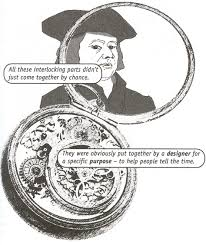 All these interlocking parts didn't
just come together by chance.
They were obviously put together by a designer for
a specific purpose – to help people tell the time.